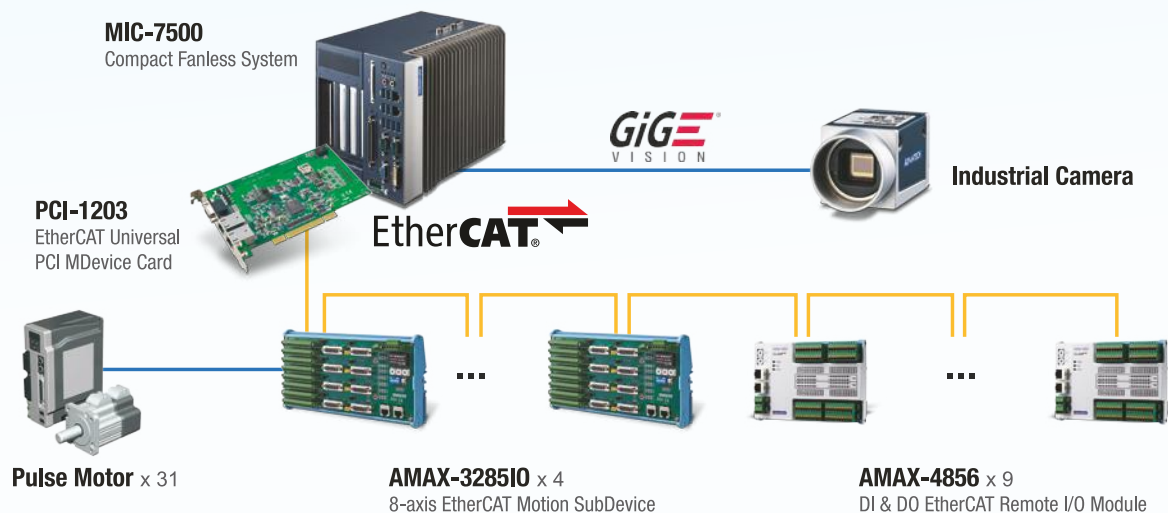 MIC-7500
Compact Fanless System
GiGE
VISION
Industrial Camera
PCI-1203
EtherCAT Universal
PCI MDevice Card
EtherCAT®
...
...
Pulse Motor x 31
AMAX-3285IO x 4
8-axis EtherCAT Motion SubDevice
AMAX-4856 x 9
DI & DO EtherCAT Remote I/O Module